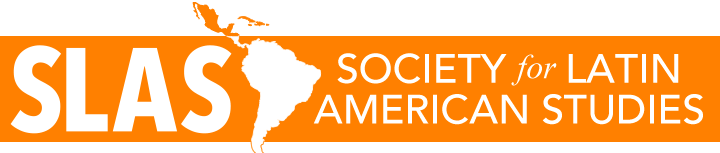 SLAS
SOCIETY for LATIN
AMERICAN STUDIES